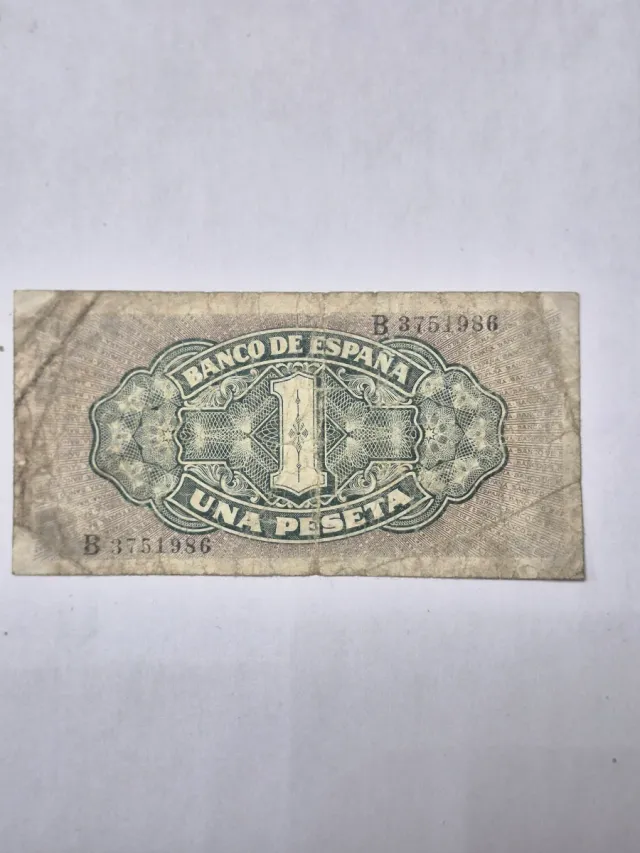 B 3751986
BANCO DE ESPAÑA
1
UNA PESETA
B 3751986